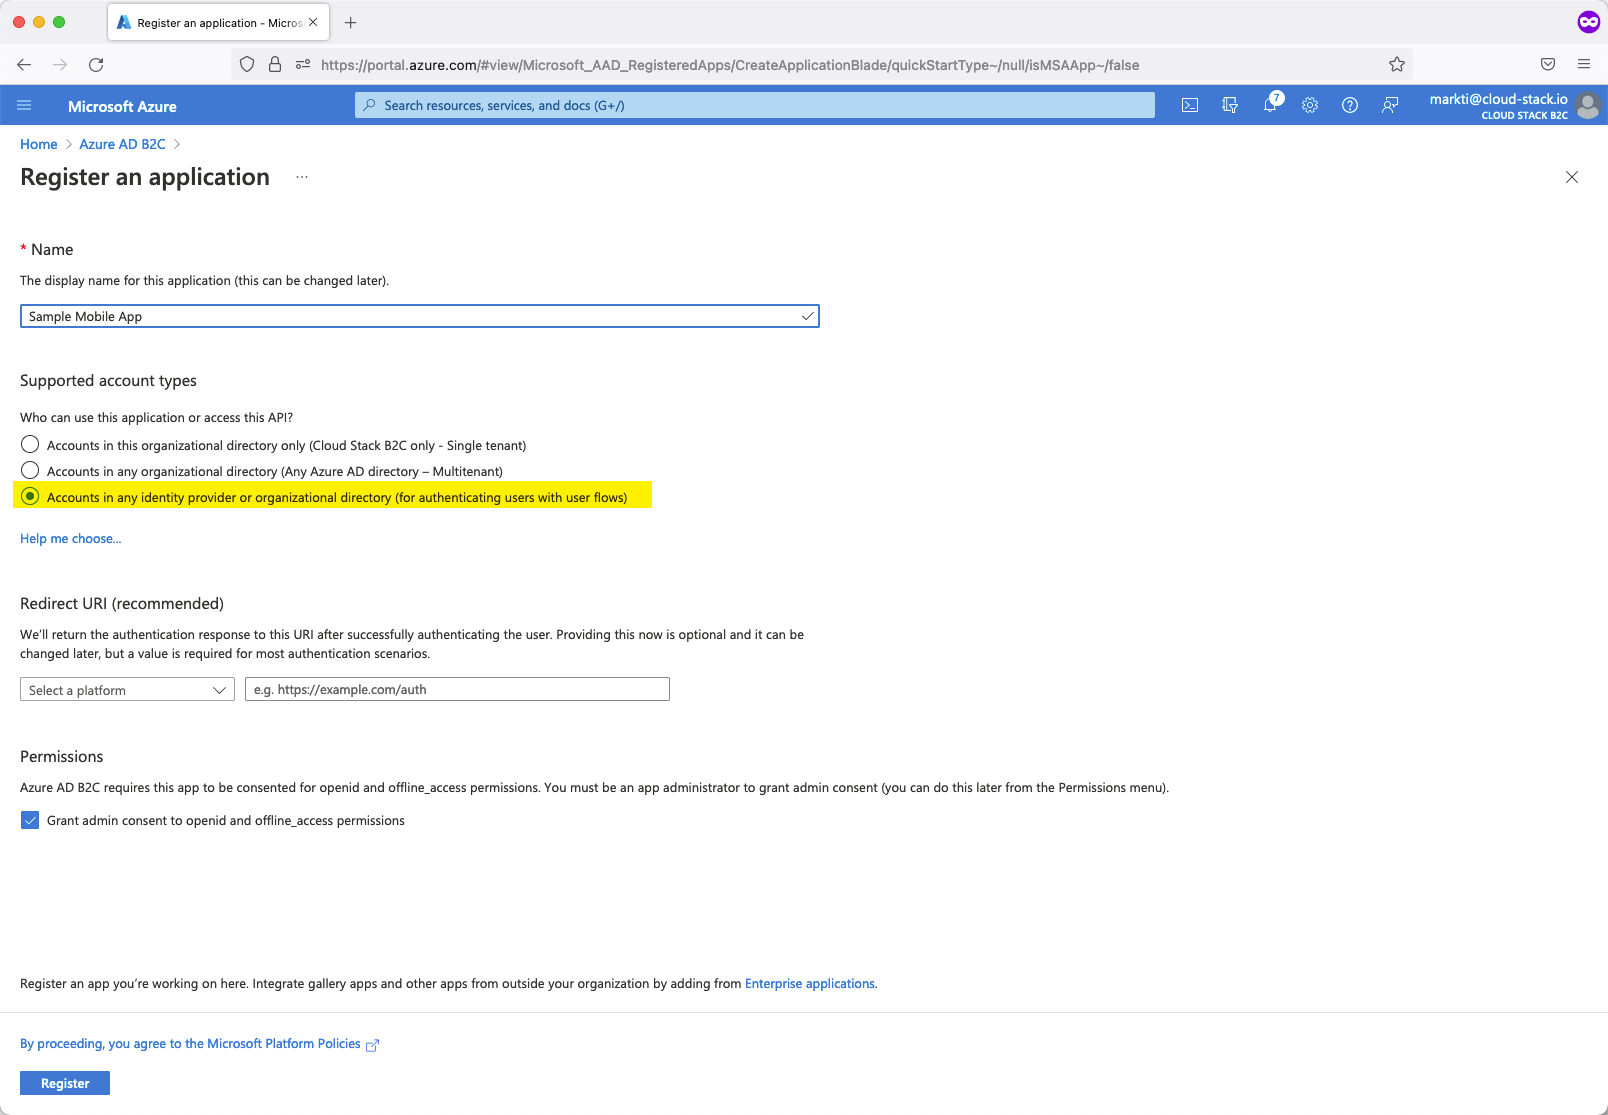 Register an application - Micros
https://portal.azure.com/#view/Microsoft_AAD_RegisteredApps/CreateApplicationBlade/quickStartType~/null/isMSAApp~/false
Microsoft Azure
Search resources, services, and docs (G+/)
7
markti@cloud-stack.io
CLOUD STACK B2C
Home > Azure AD B2C >
Register an application ...
* Name
The display name for this application (this can be changed later).
Sample Mobile App
Supported account types
Who can use this application or access this API?
Accounts in this organizational directory only (Cloud Stack B2C only - Single tenant)
Accounts in any organizational directory (Any Azure AD directory – Multitenant)
Accounts in any identity provider or organizational directory (for authenticating users with user flows)
Help me choose...
Redirect URI (recommended)
We'll return the authentication response to this URI after successfully authenticating the user. Providing this now is optional and it can be
changed later, but a value is required for most authentication scenarios.
Select a platform
e.g. https://example.com/auth
Permissions
Azure AD B2C requires this app to be consented for openid and offline_access permissions. You must be an app administrator to grant admin consent (you can do this later from the Permissions menu).
Grant admin consent to openid and offline_access permissions
Register an app you're working on here. Integrate gallery apps and other apps from outside your organization by adding from Enterprise applications.
By proceeding, you agree to the Microsoft Platform Policies
Register